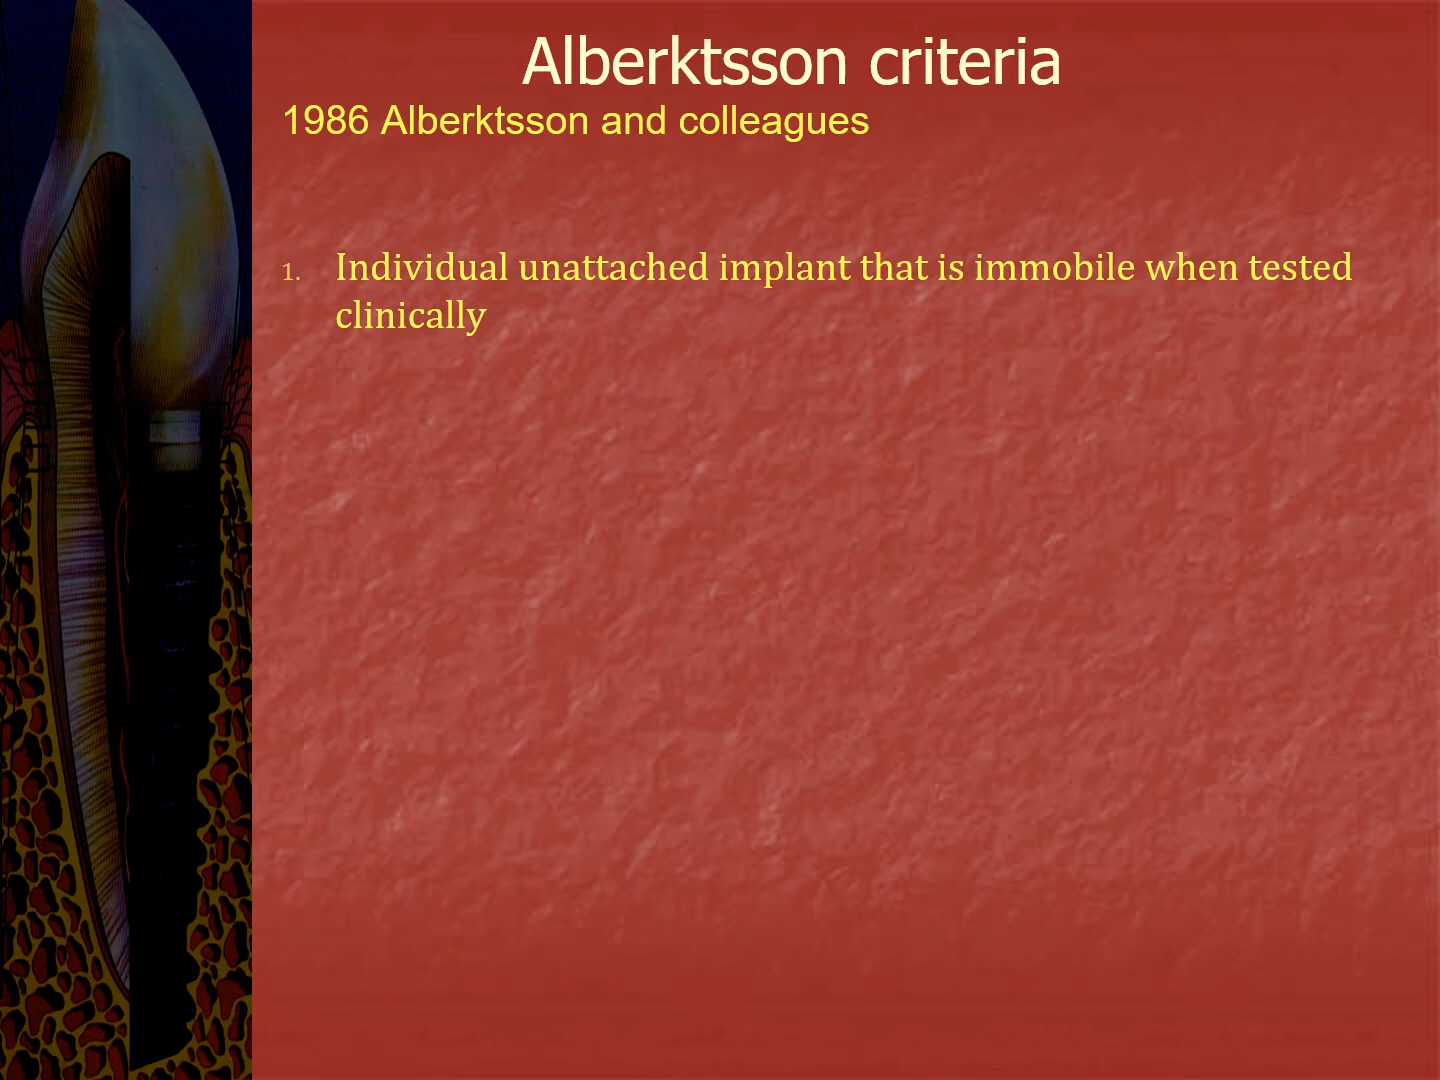 Alberktsson criteria
1986 Alberktsson and colleagues
1. Individual unattached implant that is immobile when tested
clinically